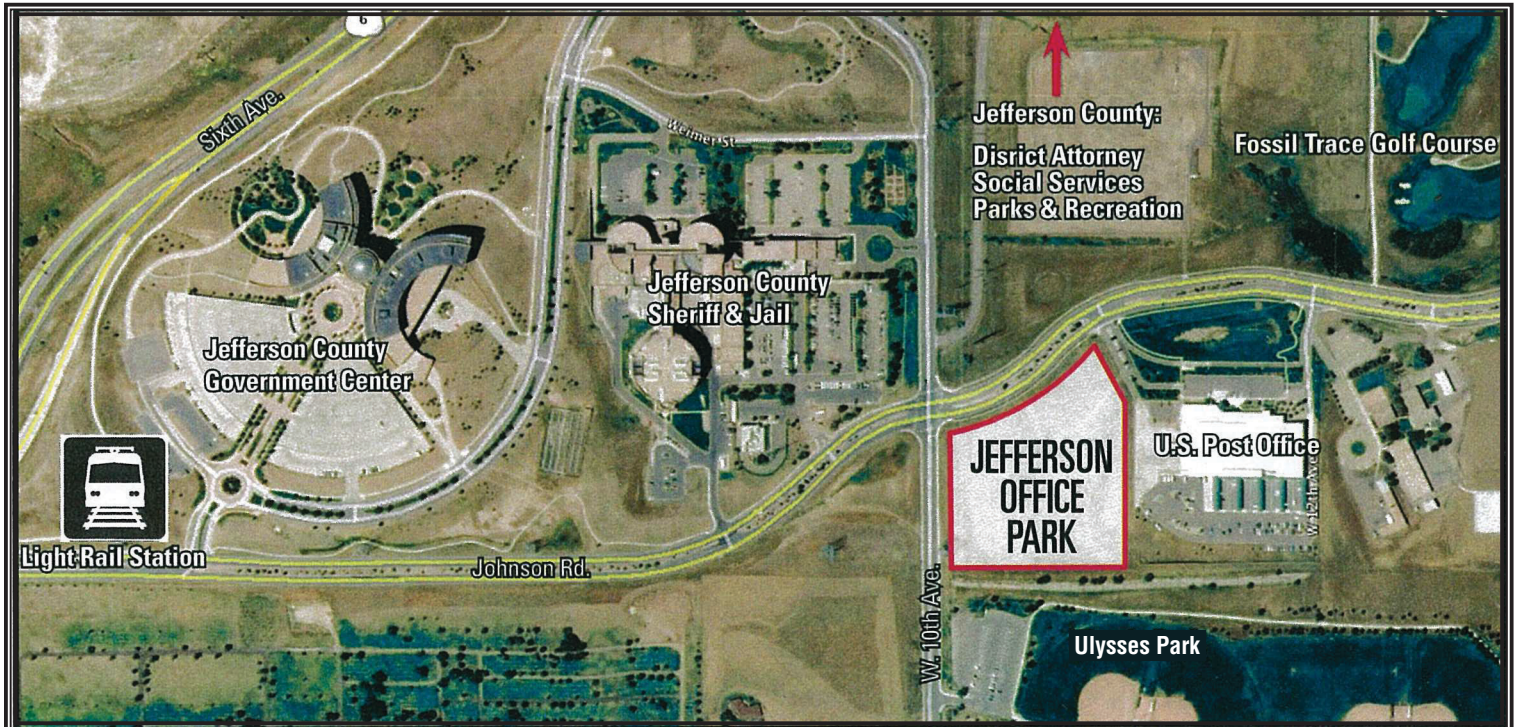 6
Sixth Ave.
Weimer St
Jefferson County:
Disrict Attorney
Social Services
Parks & Recreation
Fossil Trace Golf Course
Jefferson County
Sheriff & Jail
Jefferson County
Government Center
JEFFERSON
OFFICE
PARK
U.S. Post Office
W 12th Ave
Light Rail Station
Johnson Rd.
W. 10th Ave.
Ulysses Park